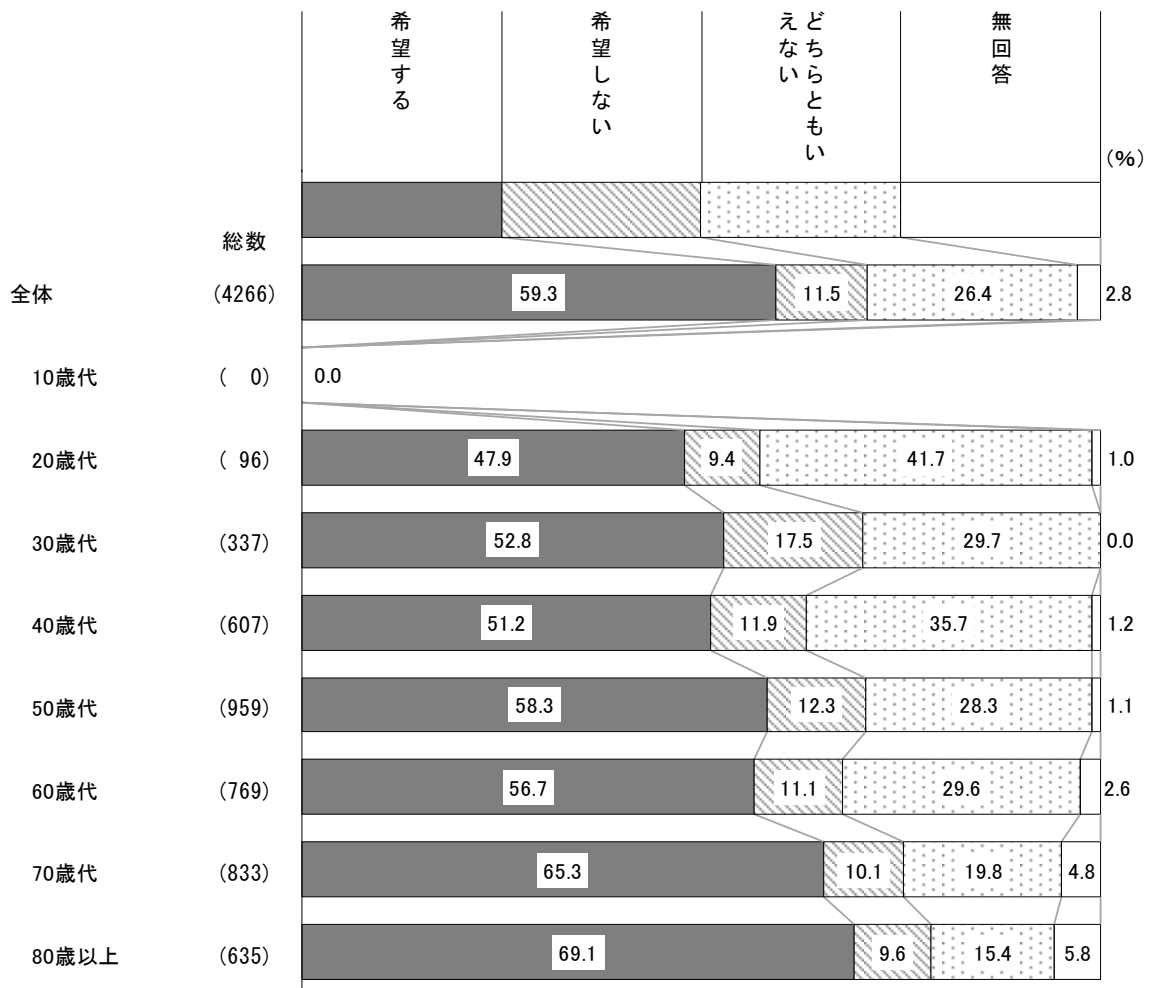 希望する
希望しない
どちらともい
えない
無回答
(%)
総数
全体 (4266) 59.3 11.5 26.4 2.8
10歳代 ( 0) 0.0
20歳代 ( 96) 47.9 9.4 41.7 1.0
30歳代 (337) 52.8 17.5 29.7 0.0
40歳代 (607) 51.2 11.9 35.7 1.2
50歳代 (959) 58.3 12.3 28.3 1.1
60歳代 (769) 56.7 11.1 29.6 2.6
70歳代 (833) 65.3 10.1 19.8 4.8
80歳以上 (635) 69.1 9.6 15.4 5.8